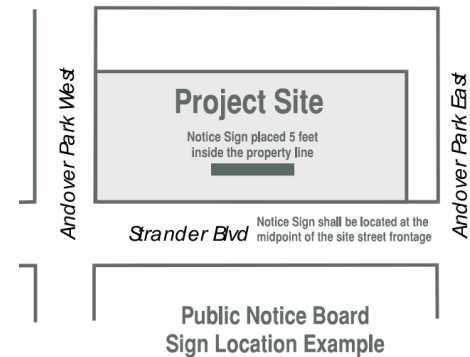 Andover Park West
Project Site
Notice Sign placed 5 feet
inside the property line
Andover Park East
Strander Blvd
Notice Sign shall be located at the
midpoint of the site street frontage
Public Notice Board
Sign Location Example